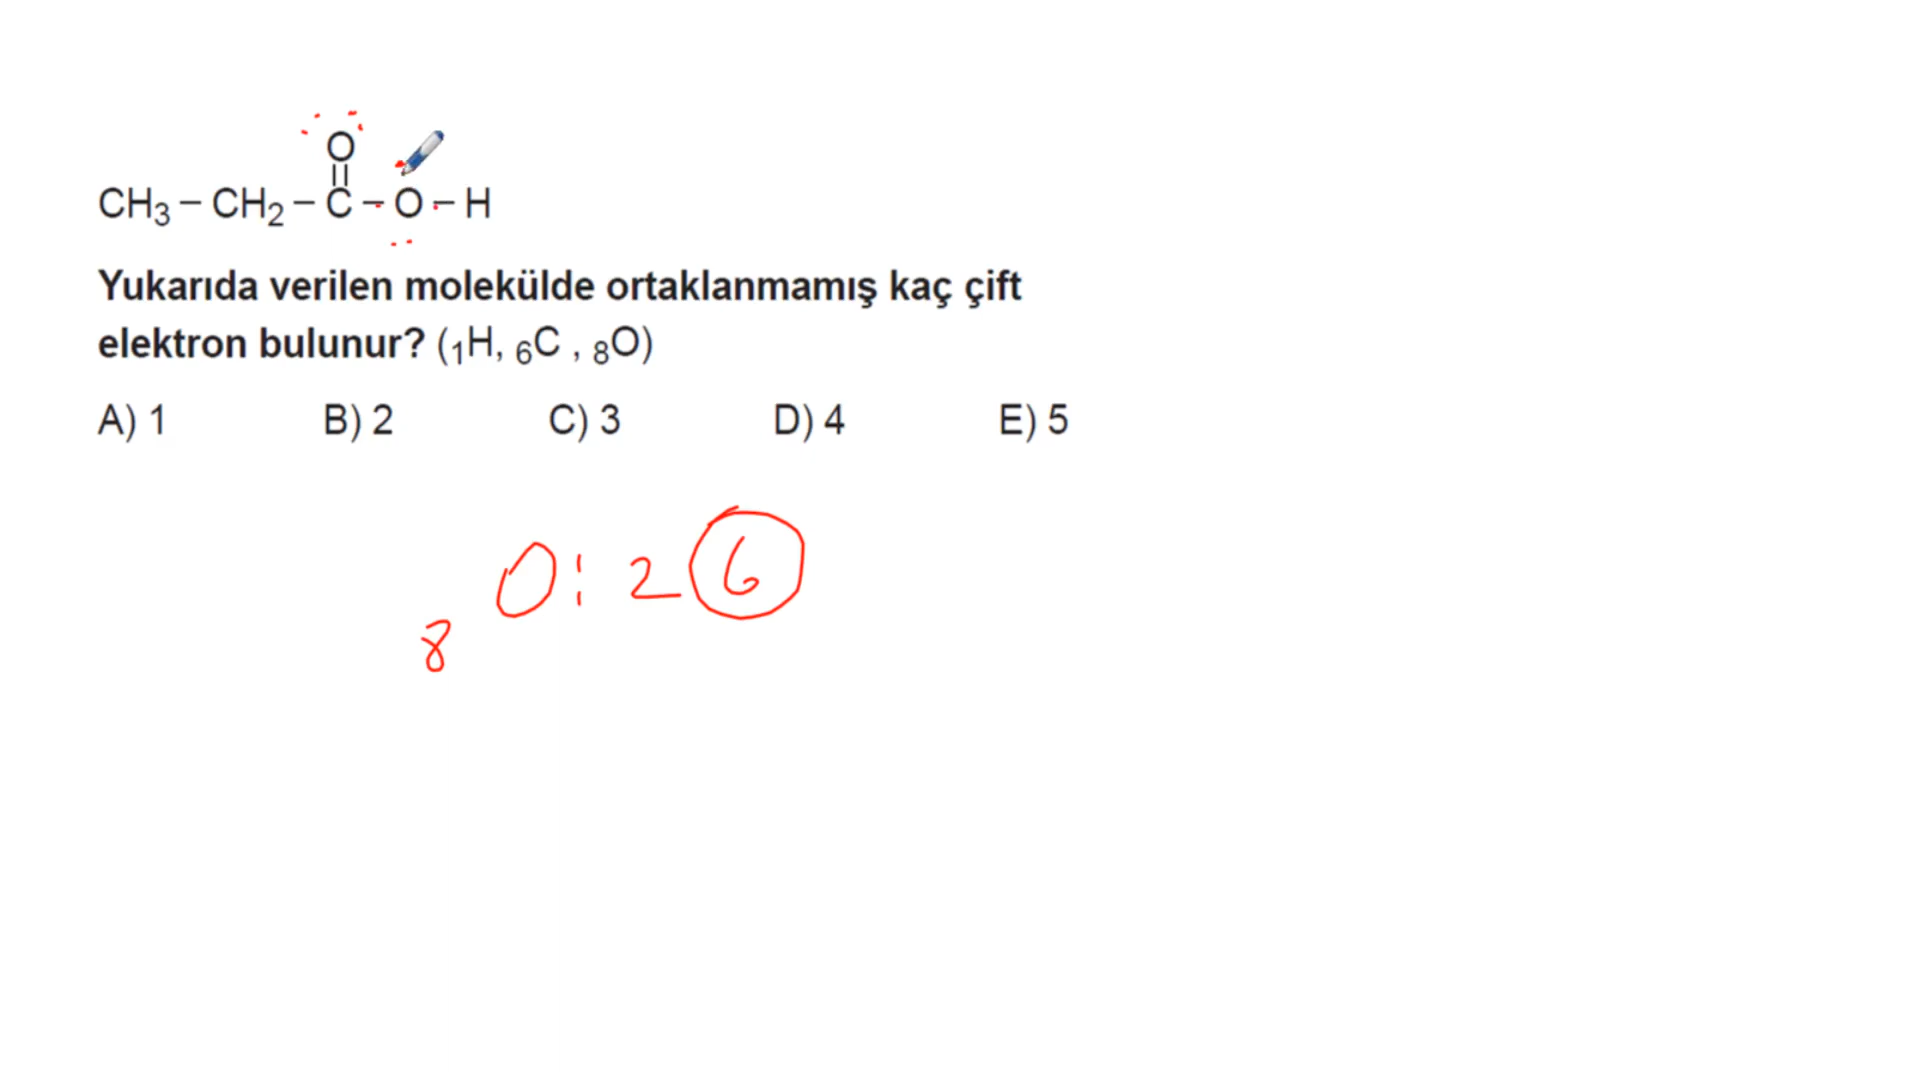 O
CH₃ – CH₂ – C – O – H
Yukarıda verilen molekülde ortaklanmamış kaç çift
elektron bulunur? (₁H, ₆C , ₈O)
A) 1 B) 2 C) 3 D) 4 E) 5
₈O: 2 6